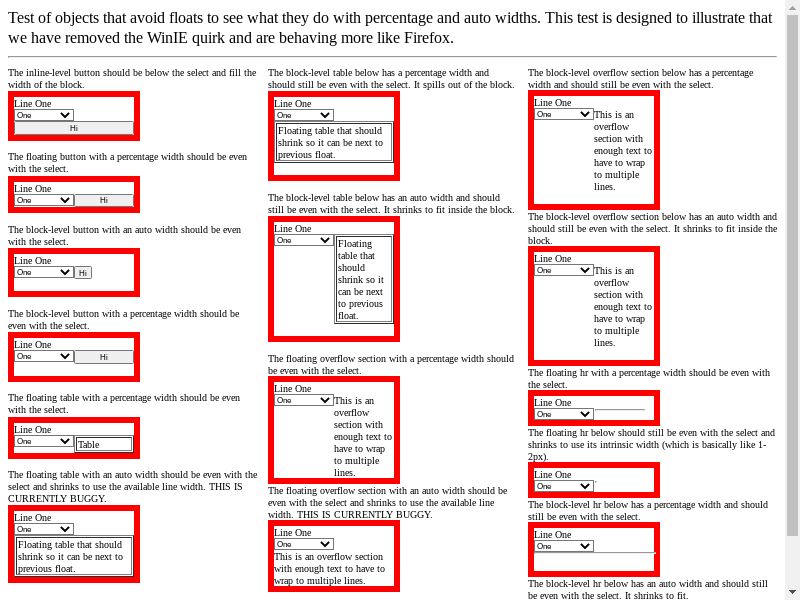 Test of objects that avoid floats to see what they do with percentage and auto widths. This test is designed to illustrate that
we have removed the WinIE quirk and are behaving more like Firefox.
The inline-level button should be below the select and fill the
width of the block.
Line One
One
Hi
The floating button with a percentage width should be even
with the select.
Line One
One
Hi
The block-level button with an auto width should be even
with the select.
Line One
One
Hi
The block-level button with a percentage width should be
even with the select.
Line One
One
Hi
The floating table with a percentage width should be even
with the select.
Line One
One
Table
The floating table with an auto width should be even with the
select and shrinks to use the available line width. THIS IS
CURRENTLY BUGGY.
Line One
One
Floating table that should
shrink so it can be next to
previous float.
The block-level table below has a percentage width and
should still be even with the select. It spills out of the block.
Line One
One
Floating table that should
shrink so it can be next to
previous float.
The block-level table below has an auto width and should
still be even with the select. It shrinks to fit inside the block.
Line One
One
Floating
table that
should
shrink so it
can be next
to previous
float.
The floating overflow section with a percentage width should
be even with the select.
Line One
One
This is an
overflow
section with
enough text to
have to wrap
to multiple
lines.
The floating overflow section with an auto width should be
even with the select and shrinks to use the available line
width. THIS IS CURRENTLY BUGGY.
Line One
One
This is an overflow section
with enough text to have to
wrap to multiple lines.
The block-level overflow section below has a percentage
width and should still be even with the select.
Line One
One
This is an
overflow
section with
enough text to
have to wrap
to multiple
lines.
The block-level overflow section below has an auto width and
should still be even with the select. It shrinks to fit inside the
block.
Line One
One
This is an
overflow
section with
enough text to
have to wrap
to multiple
lines.
The floating hr with a percentage width should be even with
the select.
Line One
One
The floating hr below should still be even with the select and
shrinks to use its intrinsic width (which is basically like 1-
2px).
Line One
One
The block-level hr below has a percentage width and should
still be even with the select.
Line One
One
The block-level hr below has an auto width and should still
be even with the select. It shrinks to fit.